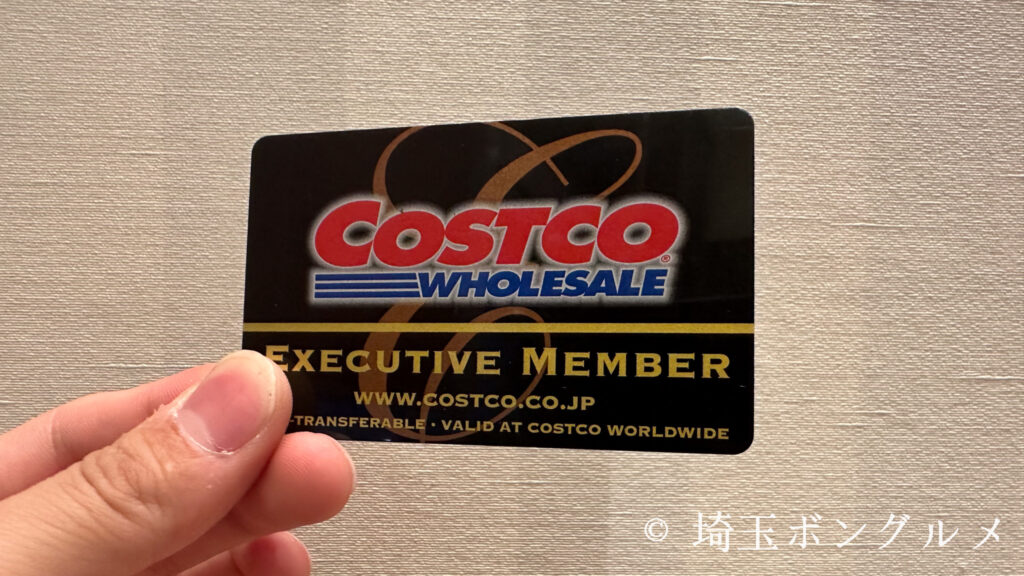 COSTCO®
WHOLESALE
EXECUTIVE MEMBER
WWW.COSTCO.CO.JP
-TRANSFERABLE · VALID AT COSTCO WORLDWIDE
© 埼玉ボングルメ